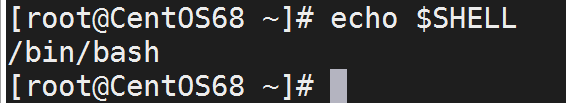 [root@CentOS68 ~]# echo $SHELL
/bin/bash
[root@CentOS68 ~]#